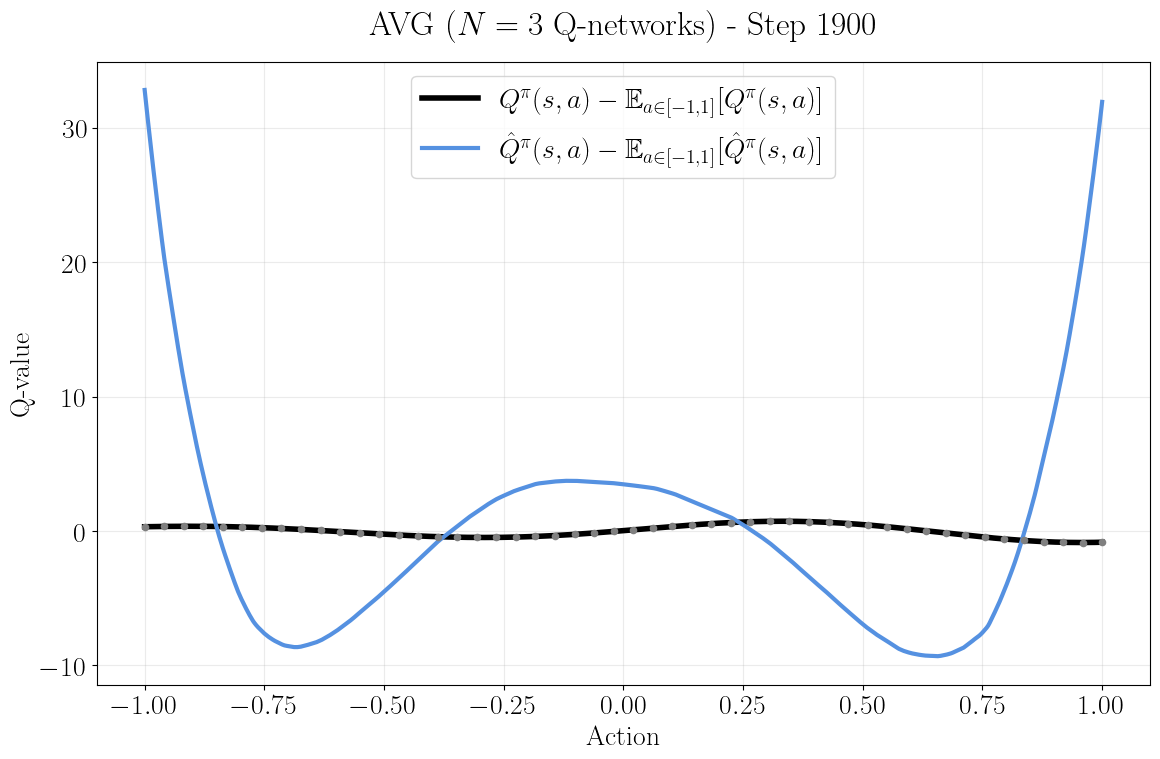 AVG (N = 3 Q-networks) - Step 1900
Q^π(s, a) − 𝔼_{a∈[−1,1]}[Q^π(s, a)]
Q̂^π(s, a) − 𝔼_{a∈[−1,1]}[Q̂^π(s, a)]
Q-value
30
20
10
0
−10
−1.00 −0.75 −0.50 −0.25 0.00 0.25 0.50 0.75 1.00
Action